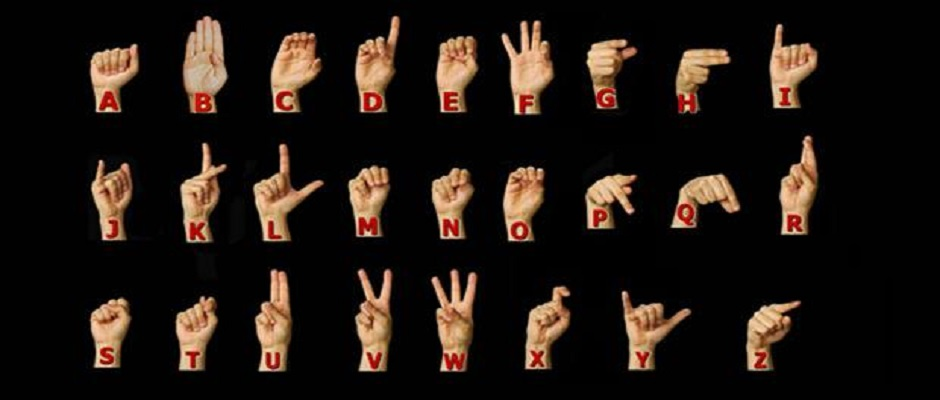 A B C D E F G H I
J K L M N O P Q R
S T U V W X Y Z